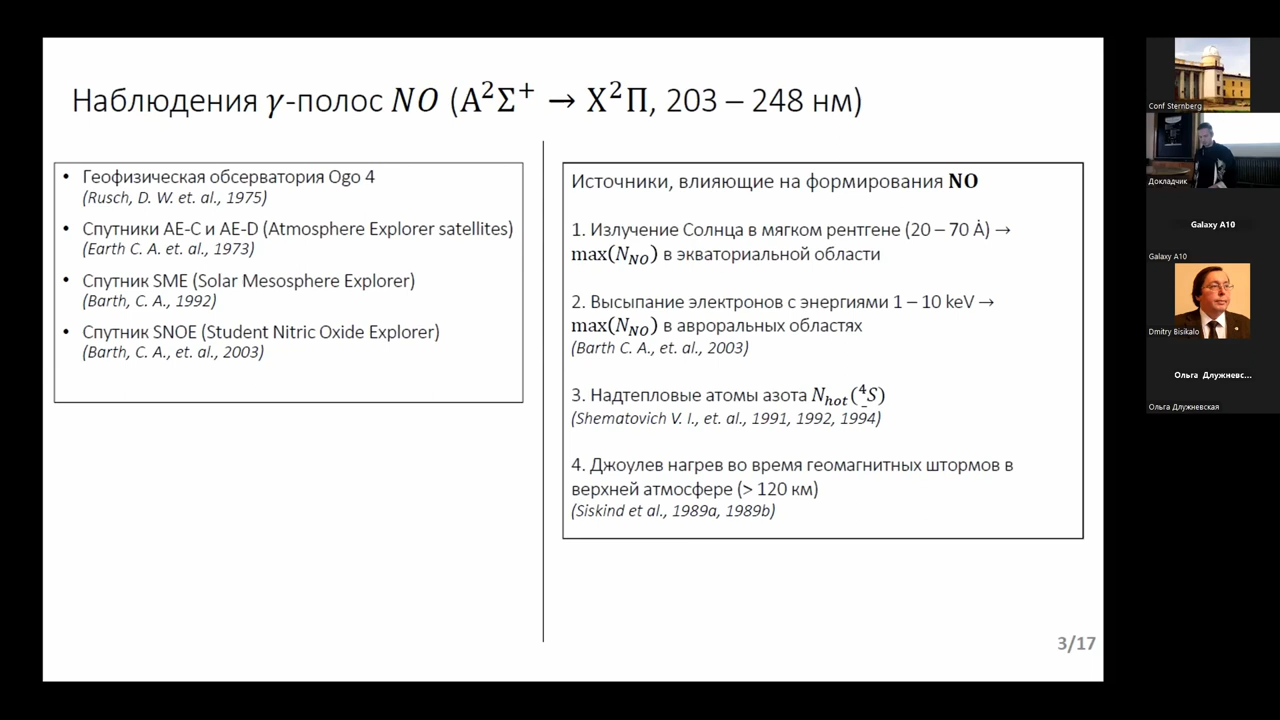 Наблюдения γ-полос NO (A²Σ⁺ → X²Π, 203 – 248 нм)
• Геофизическая обсерватория Ogo 4
(Rusch, D. W. et. al., 1975)
• Спутники AE-C и AE-D (Atmosphere Explorer satellites)
(Earth C. A. et. al., 1973)
• Спутник SME (Solar Mesosphere Explorer)
(Barth, C. A., 1992)
• Спутник SNOE (Student Nitric Oxide Explorer)
(Barth, C. A., et. al., 2003)
Источники, влияющие на формирования NO
1. Излучение Солнца в мягком рентгене (20 – 70 Å) →
max(N_NO) в экваториальной области
2. Высыпание электронов с энергиями 1 – 10 keV →
max(N_NO) в авроральных областях
(Barth C. A., et. al., 2003)
3. Надтепловые атомы азота N_hot(⁴S)
(Shematovich V. I., et. al., 1991, 1992, 1994)
4. Джоулев нагрев во время геомагнитных штормов в
верхней атмосфере (> 120 км)
(Siskind et al., 1989a, 1989b)
3/17
Conf Sternberg
Докладчик
Galaxy A10
Galaxy A10
Dmitry Bisikalo
Ольга Длужневс...
Ольга Длужневская